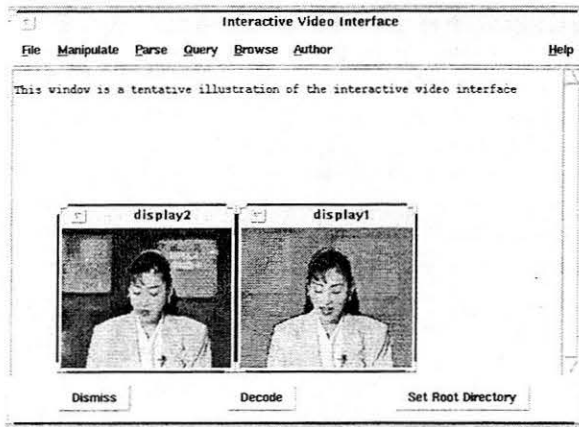 Interactive Video Interface
File Manipulate Parse Query Browse Author Help
This window is a tentative illustration of the interactive video interface
display2 display1
Dismiss Decode Set Root Directory